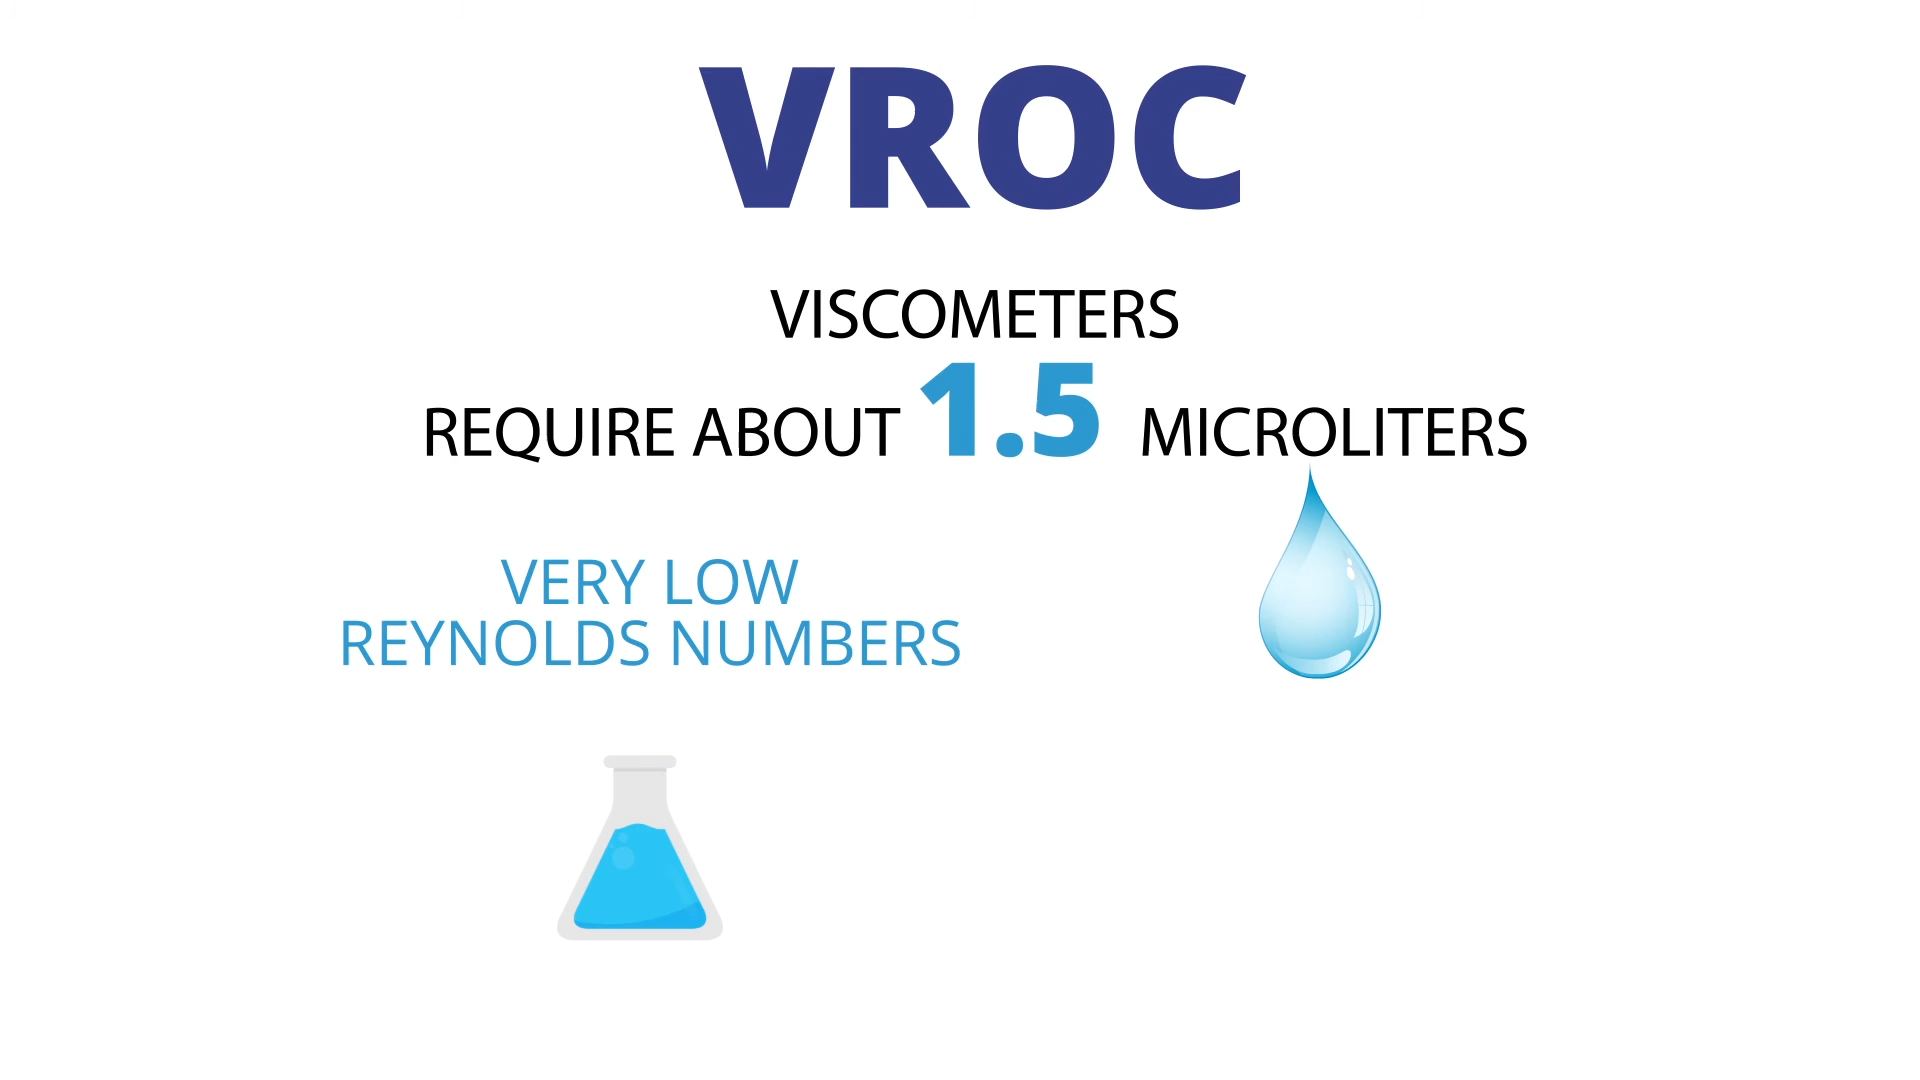 VROC
VISCOMETERS
REQUIRE ABOUT 1.5 MICROLITERS
VERY LOW
REYNOLDS NUMBERS